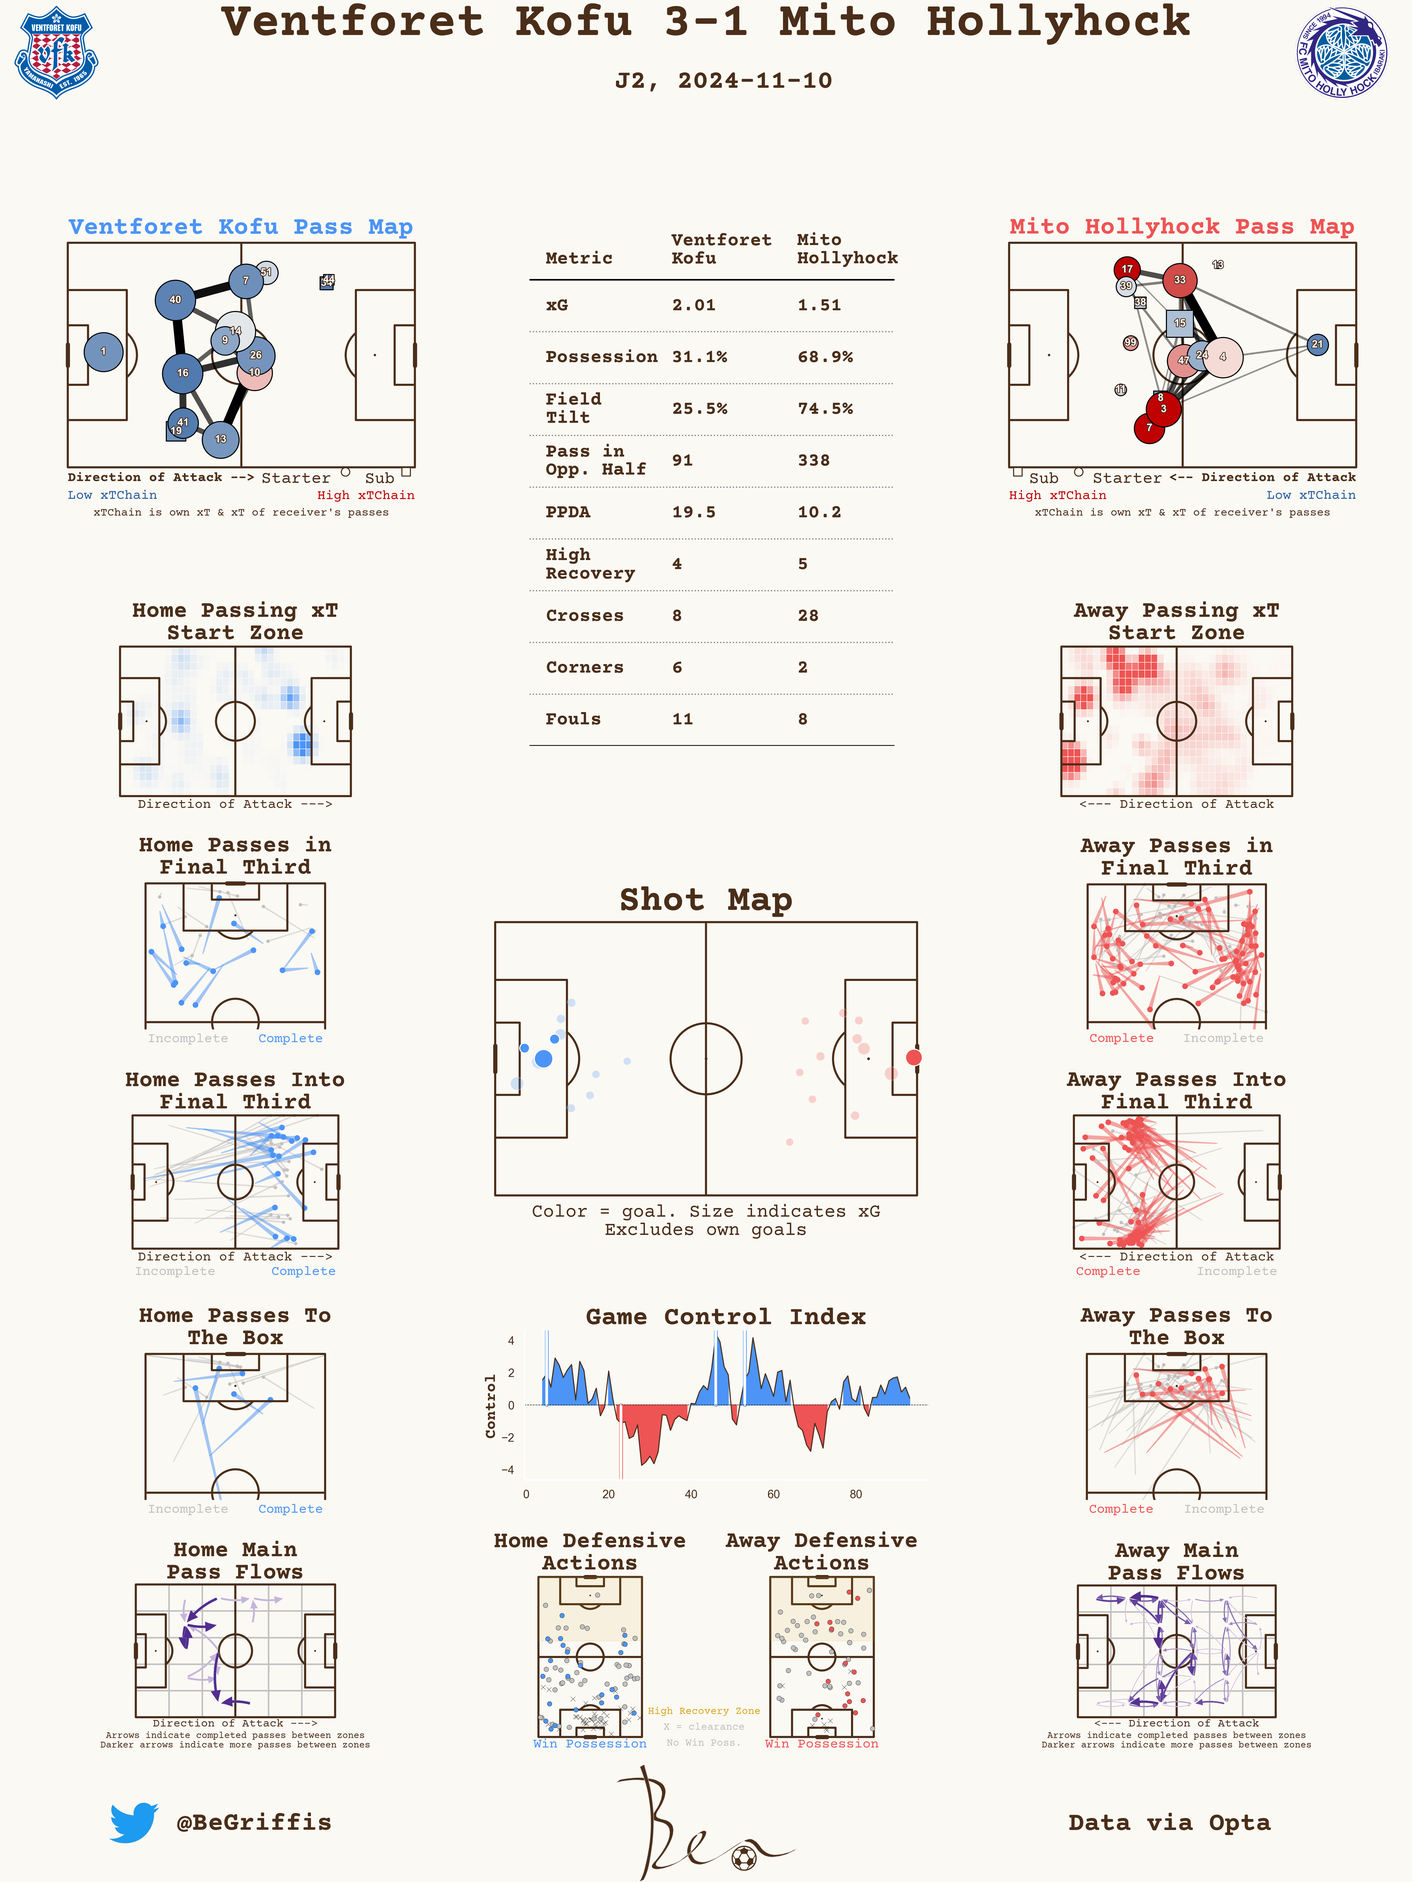 Ventforet Kofu 3-1 Mito Hollyhock
J2, 2024-11-10
VENTFORET KOFU
vfk
YAMANASHI EST. 1965
SINCE 1994
FC MITO HOLLY HOCK
IBARAKI
Ventforet Kofu Pass Map
51
7
40
44
14
9
1
26
16
10
41
19
13
Direction of Attack --> Starter Sub
Low xTChain High xTChain
xTChain is own xT & xT of receiver's passes
Metric Ventforet Kofu Mito Hollyhock
xG 2.01 1.51
Possession 31.1% 68.9%
Field Tilt 25.5% 74.5%
Pass in Opp. Half 91 338
PPDA 19.5 10.2
High Recovery 4 5
Crosses 8 28
Corners 6 2
Fouls 11 8
Mito Hollyhock Pass Map
17
13
33
39
38
15
99
21
47
24
4
11
8
3
7
Sub Starter <-- Direction of Attack
High xTChain Low xTChain
xTChain is own xT & xT of receiver's passes
Home Passing xT
Start Zone
Direction of Attack --->
Away Passing xT
Start Zone
<--- Direction of Attack
Home Passes in
Final Third
Incomplete Complete
Away Passes in
Final Third
Complete Incomplete
Shot Map
Color = goal. Size indicates xG
Excludes own goals
Home Passes Into
Final Third
Direction of Attack --->
Incomplete Complete
Away Passes Into
Final Third
<--- Direction of Attack
Complete Incomplete
Home Passes To
The Box
Incomplete Complete
Game Control Index
Control
4
2
0
−2
−4
0 20 40 60 80
Away Passes To
The Box
Complete Incomplete
Home Main
Pass Flows
Direction of Attack --->
Arrows indicate completed passes between zones
Darker arrows indicate more passes between zones
Home Defensive
Actions
Win Possession
High Recovery Zone
X = clearance
No Win Poss.
Away Defensive
Actions
Win Possession
Away Main
Pass Flows
<--- Direction of Attack
Arrows indicate completed passes between zones
Darker arrows indicate more passes between zones
@BeGriffis
Ben
Data via Opta